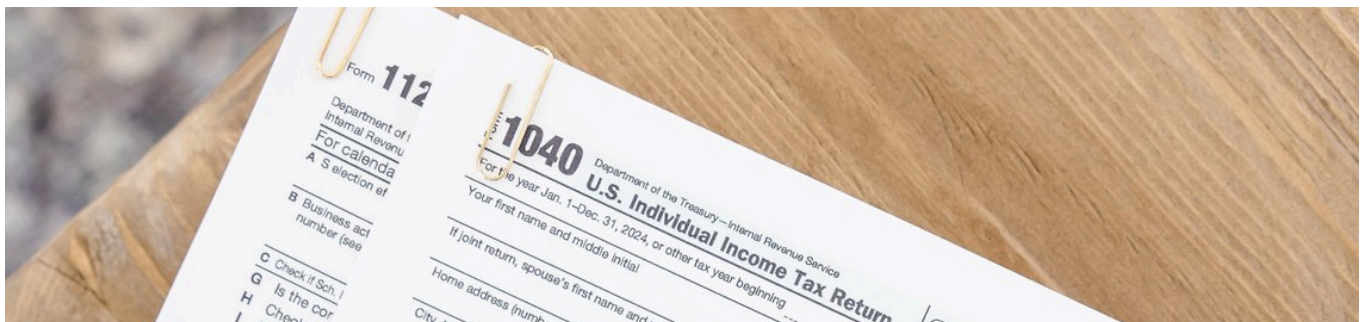 Form 112
Department of
Internal Revenu
For calenda
A S election ef
B Business act
number (see
C Check if Sch.
G Is the cor
H Check
1040
Department of the Treasury—Internal Revenue Service
U.S. Individual Income Tax Return
For the year Jan. 1–Dec. 31, 2024, or other tax year beginning
Your first name and middle initial
If joint return, spouse's first name and
Home address (numb
City,